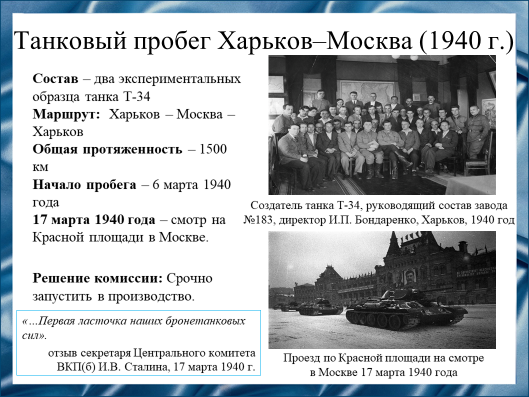 Танковый пробег Харьков–Москва (1940 г.)
Состав – два экспериментальных
образца танка Т-34
Маршрут: Харьков – Москва –
Харьков
Общая протяженность – 1500
км
Начало пробега – 6 марта 1940
года
17 марта 1940 года – смотр на
Красной площади в Москве.
Решение комиссии: Срочно
запустить в производство.
«…Первая ласточка наших бронетанковых
сил».
отзыв секретаря Центрального комитета
ВКП(б) И.В. Сталина, 17 марта 1940 г.
Создатель танка Т-34, руководящий состав завода
№183, директор И.П. Бондаренко, Харьков, 1940 год
Проезд по Красной площади на смотре
в Москве 17 марта 1940 года